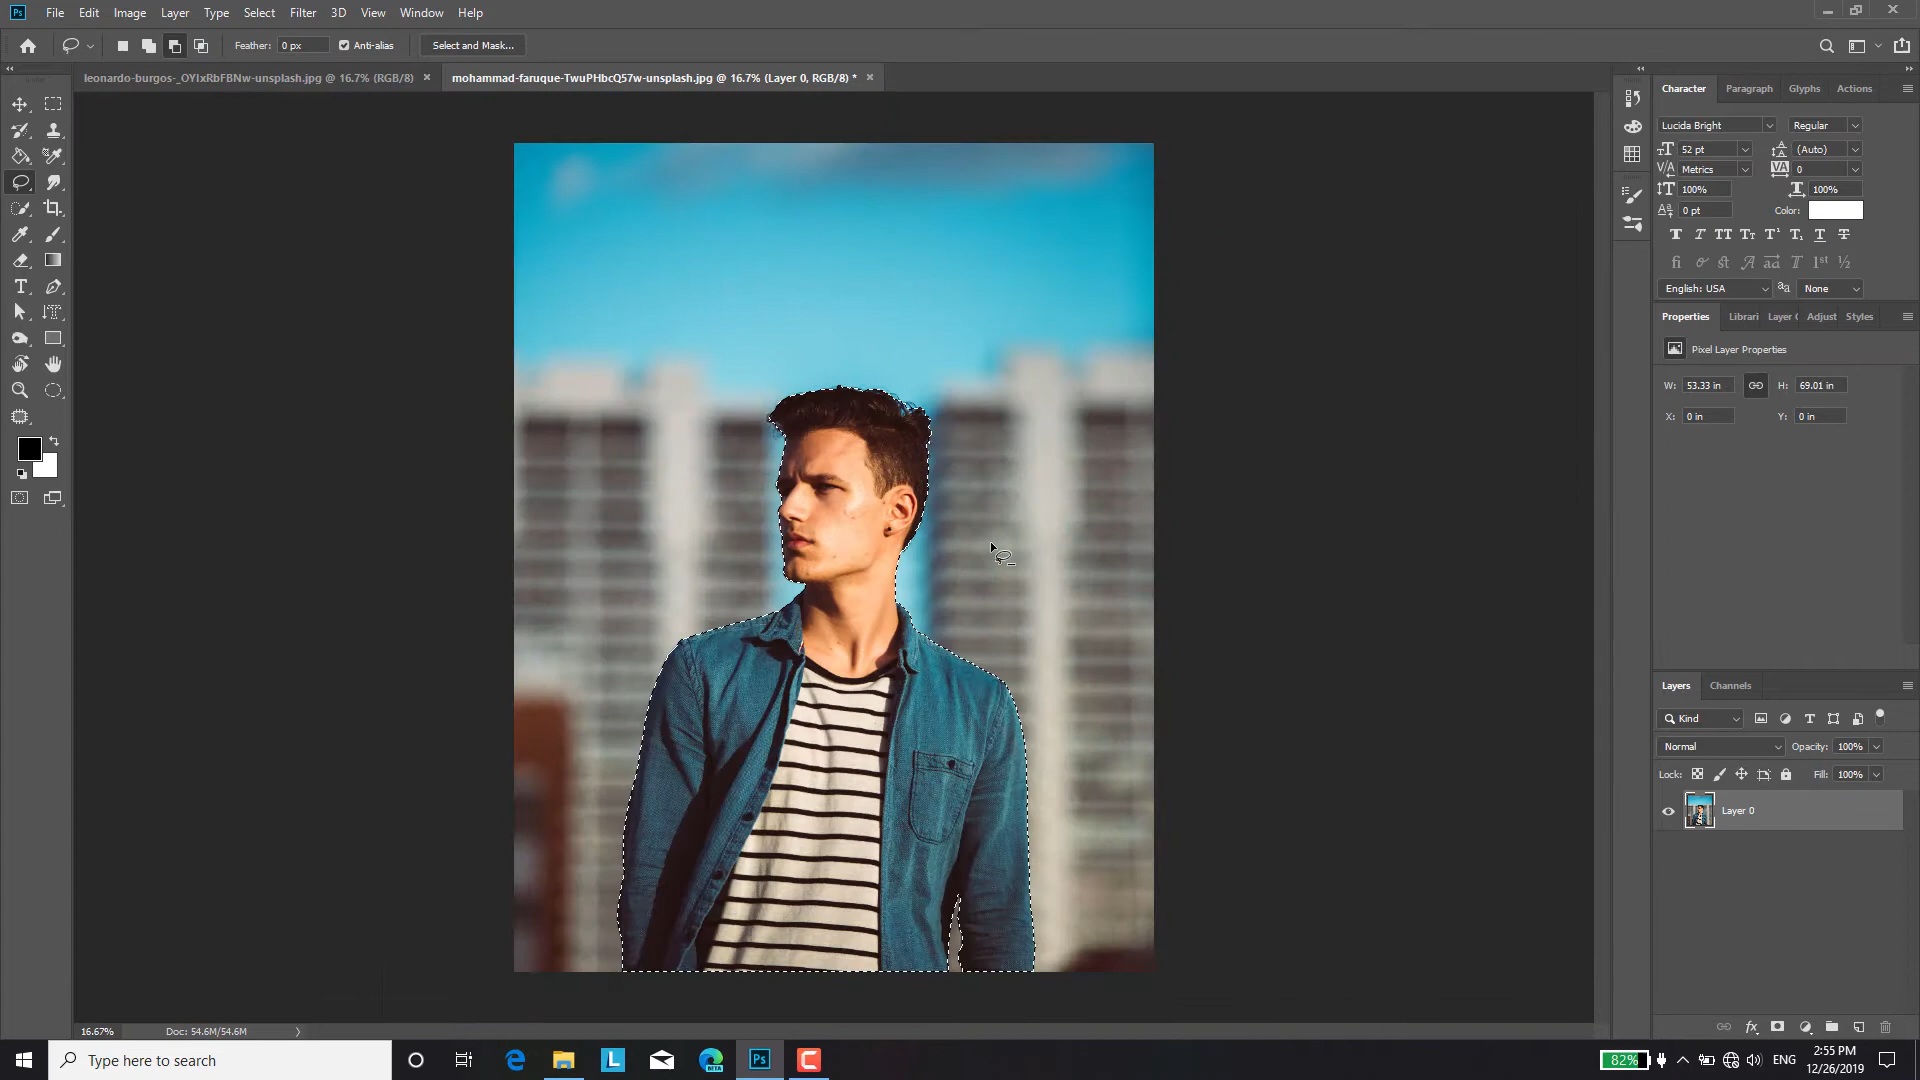 Ps File Edit Image Layer Type Select Filter 3D View Window Help
Feather: 0 px Anti-alias Select and Mask...
leonardo-burgos-_OYIxRbFBNw-unsplash.jpg @ 16.7% (RGB/8) × mohammad-faruque-TwuPHbcQ57w-unsplash.jpg @ 16.7% (Layer 0, RGB/8) * ×
Character Paragraph Glyphs Actions
Lucida Bright Regular
52 pt (Auto)
Metrics 0
100% 100%
0 pt Color:
English: USA aa None
Properties Librari Layer C Adjust Styles
Pixel Layer Properties
W: 53.33 in H: 69.01 in
X: 0 in Y: 0 in
Layers Channels
Kind
Normal Opacity: 100%
Lock: Fill: 100%
Layer 0
16.67% Doc: 54.6M/54.6M
Type here to search
L
BETA
Ps
82%
ENG
2:55 PM
12/26/2019